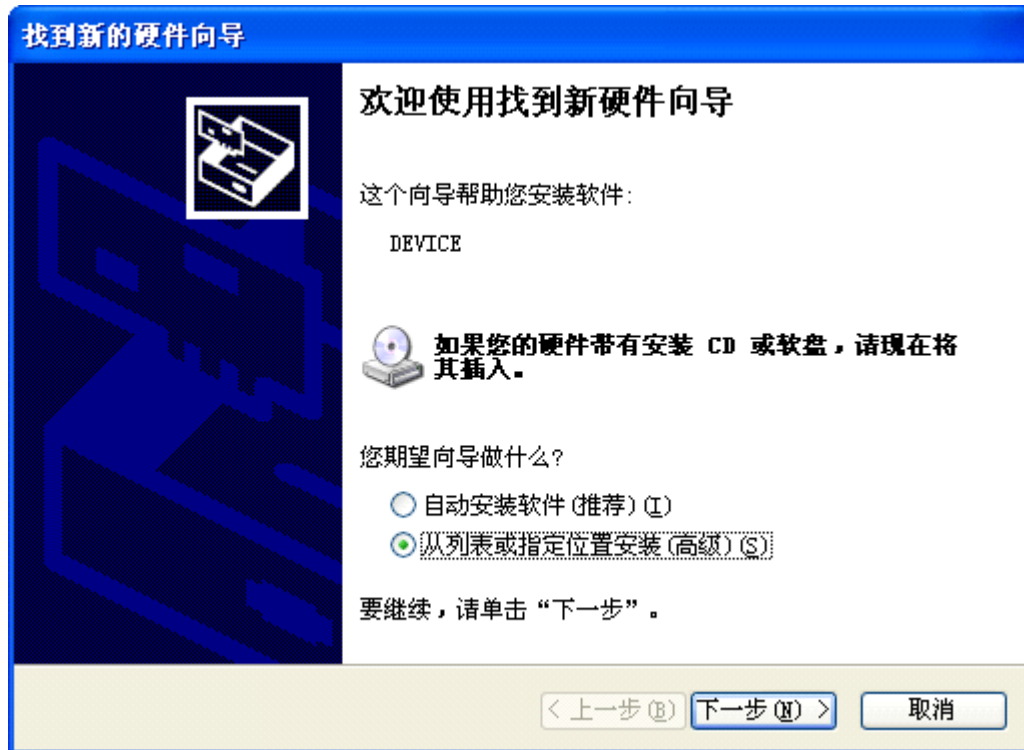 找到新的硬件向导
欢迎使用找到新硬件向导
这个向导帮助您安装软件:
DEVICE
如果您的硬件带有安装 CD 或软盘，请现在将
其插入。
您期望向导做什么?
自动安装软件(推荐)(I)
从列表或指定位置安装(高级)(S)
要继续，请单击“下一步”。
< 上一步(B) 下一步(N) > 取消